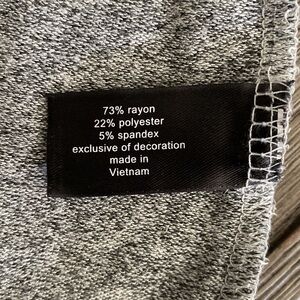 73% rayon
22% polyester
5% spandex
exclusive of decoration
made in
Vietnam